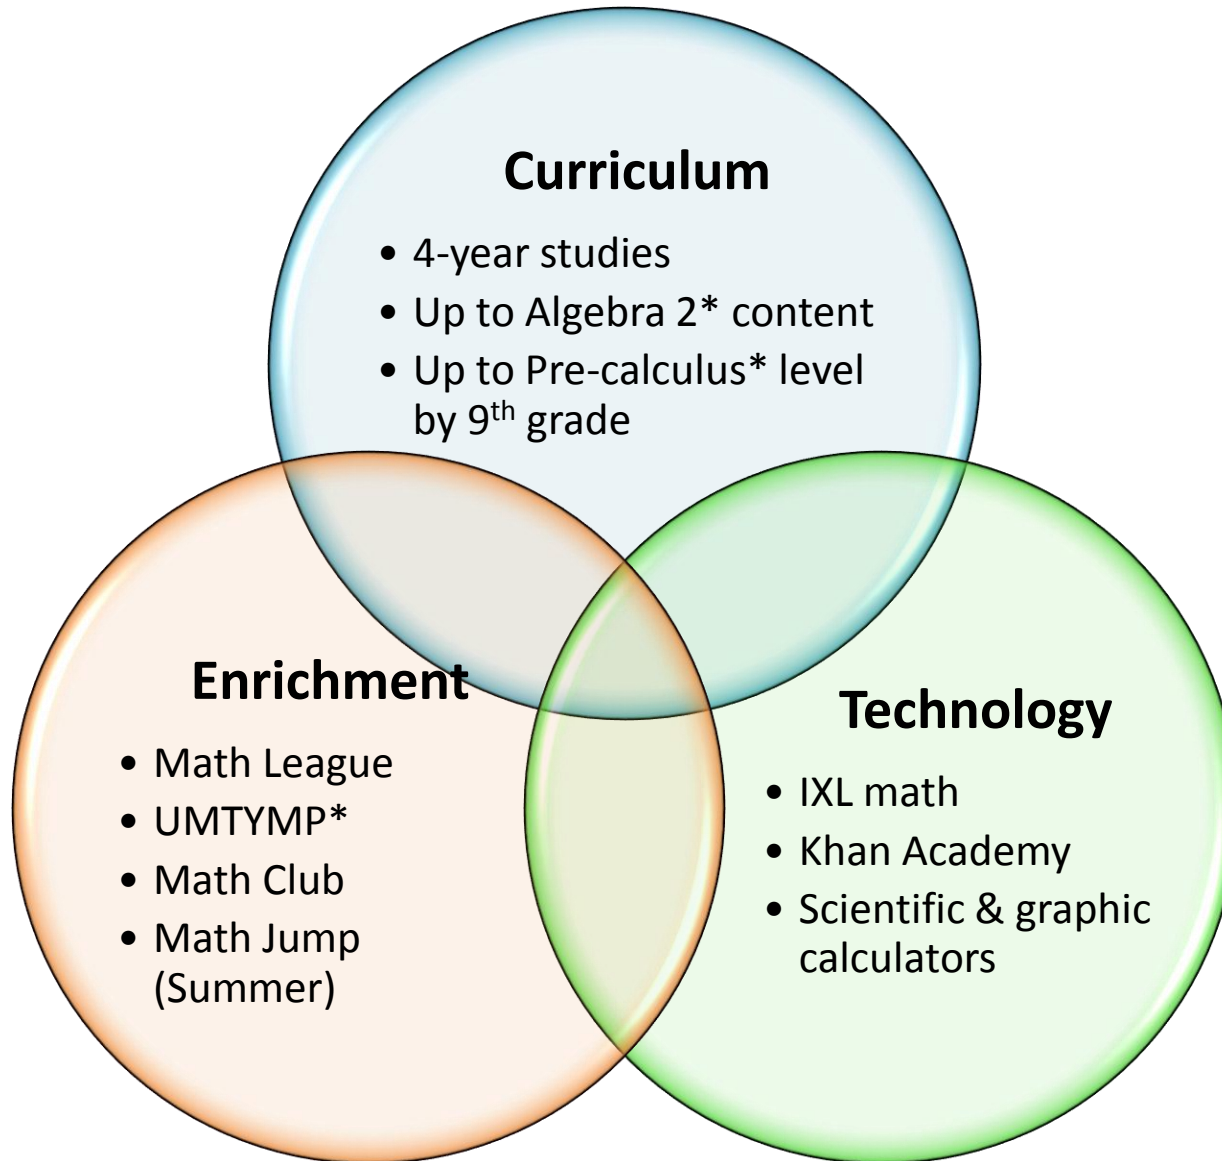 Curriculum
• 4-year studies
• Up to Algebra 2* content
• Up to Pre-calculus* level
by 9th grade
Enrichment
• Math League
• UMTYMP*
• Math Club
• Math Jump
(Summer)
Technology
• IXL math
• Khan Academy
• Scientific & graphic
calculators